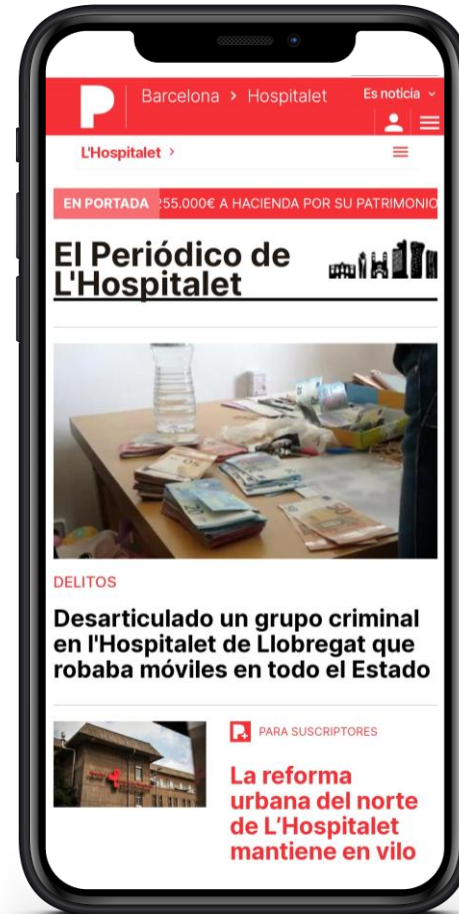 P Barcelona > Hospitalet Es noticia
L'Hospitalet >
EN PORTADA 255.000€ A HACIENDA POR SU PATRIMONIO
El Periódico de
L'Hospitalet
DELITOS
Desarticulado un grupo criminal
en l'Hospitalet de Llobregat que
robaba móviles en todo el Estado
P+ PARA SUSCRIPTORES
La reforma
urbana del norte
de L’Hospitalet
mantiene en vilo